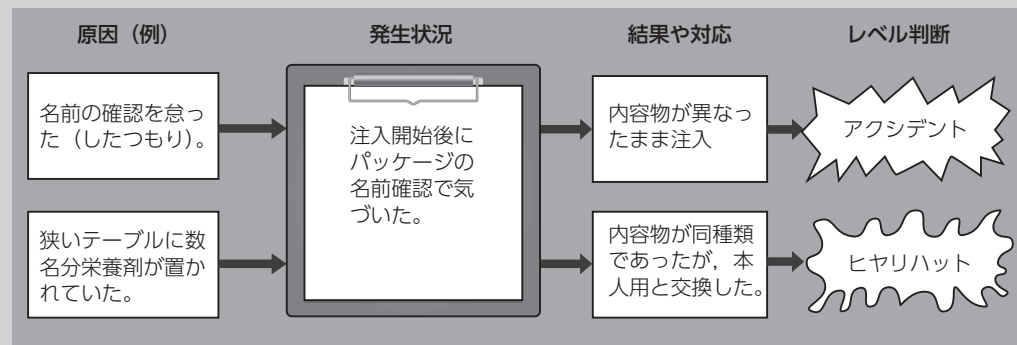 原因（例）
発生状況
結果や対応
レベル判断
名前の確認を怠っ
た（したつもり）。
狭いテーブルに数
名分栄養剤が置か
れていた。
注入開始後に
パッケージの
名前確認で気
づいた。
内容物が異なっ
たまま注入
内容物が同種類
であったが，本
人用と交換した。
アクシデント
ヒヤリハット